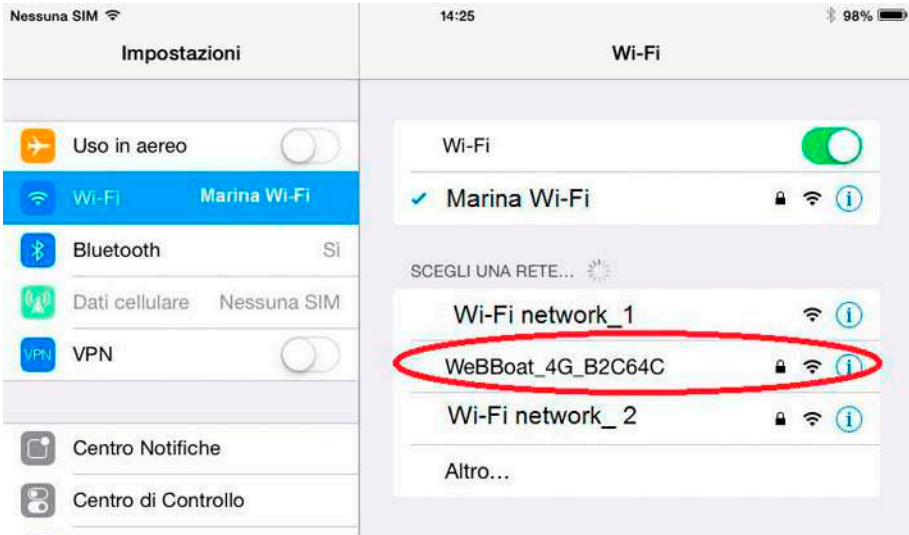 Nessuna SIM 14:25 98%
Impostazioni
Wi-Fi
Uso in aereo
Wi-Fi Marina Wi-Fi
Bluetooth Sì
Dati cellulare Nessuna SIM
VPN VPN
Centro Notifiche
Centro di Controllo
Wi-Fi
Marina Wi-Fi
SCEGLI UNA RETE...
Wi-Fi network_1
WeBBoat_4G_B2C64C
Wi-Fi network_ 2
Altro...